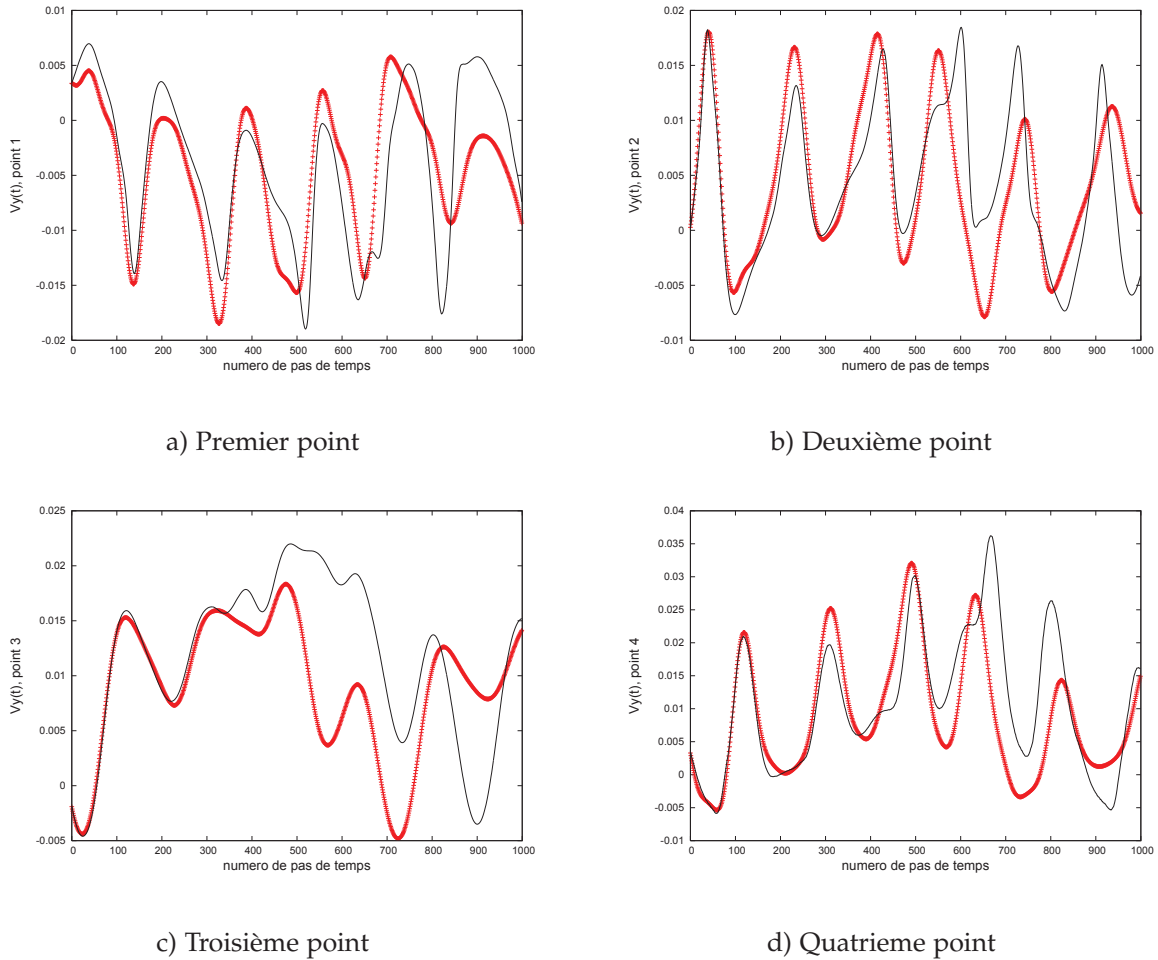 0.01
0.005
0
-0.005
-0.01
-0.015
-0.02
0 100 200 300 400 500 600 700 800 900 1000
Vy(t), point 1
numero de pas de temps
a) Premier point
0.02
0.015
0.01
0.005
0
-0.005
-0.01
0 100 200 300 400 500 600 700 800 900 1000
Vy(t), point 2
numero de pas de temps
b) Deuxième point
0.025
0.02
0.015
0.01
0.005
0
-0.005
0 100 200 300 400 500 600 700 800 900 1000
Vy(t), point 3
numero de pas de temps
c) Troisième point
0.04
0.035
0.03
0.025
0.02
0.015
0.01
0.005
0
-0.005
-0.01
0 100 200 300 400 500 600 700 800 900 1000
Vy(t), point 4
numero de pas de temps
d) Quatrieme point